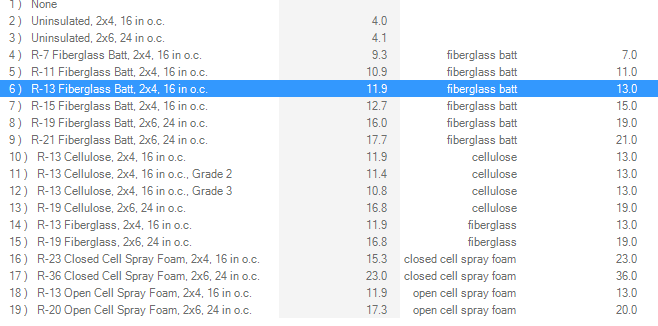 1 ) None
2 ) Uninsulated, 2x4, 16 in o.c. 4.0
3 ) Uninsulated, 2x6, 24 in o.c. 4.1
4 ) R-7 Fiberglass Batt, 2x4, 16 in o.c. 9.3 fiberglass batt 7.0
5 ) R-11 Fiberglass Batt, 2x4, 16 in o.c. 10.9 fiberglass batt 11.0
6 ) R-13 Fiberglass Batt, 2x4, 16 in o.c. 11.9 fiberglass batt 13.0
7 ) R-15 Fiberglass Batt, 2x4, 16 in o.c. 12.7 fiberglass batt 15.0
8 ) R-19 Fiberglass Batt, 2x6, 24 in o.c. 16.0 fiberglass batt 19.0
9 ) R-21 Fiberglass Batt, 2x6, 24 in o.c. 17.7 fiberglass batt 21.0
10 ) R-13 Cellulose, 2x4, 16 in o.c. 11.9 cellulose 13.0
11 ) R-13 Cellulose, 2x4, 16 in o.c., Grade 2 11.4 cellulose 13.0
12 ) R-13 Cellulose, 2x4, 16 in o.c., Grade 3 10.8 cellulose 13.0
13 ) R-19 Cellulose, 2x6, 24 in o.c. 16.8 cellulose 19.0
14 ) R-13 Fiberglass, 2x4, 16 in o.c. 11.9 fiberglass 13.0
15 ) R-19 Fiberglass, 2x6, 24 in o.c. 16.8 fiberglass 19.0
16 ) R-23 Closed Cell Spray Foam, 2x4, 16 in o.c. 15.3 closed cell spray foam 23.0
17 ) R-36 Closed Cell Spray Foam, 2x6, 24 in o.c. 23.0 closed cell spray foam 36.0
18 ) R-13 Open Cell Spray Foam, 2x4, 16 in o.c. 11.9 open cell spray foam 13.0
19 ) R-20 Open Cell Spray Foam, 2x6, 24 in o.c. 17.3 open cell spray foam 20.0